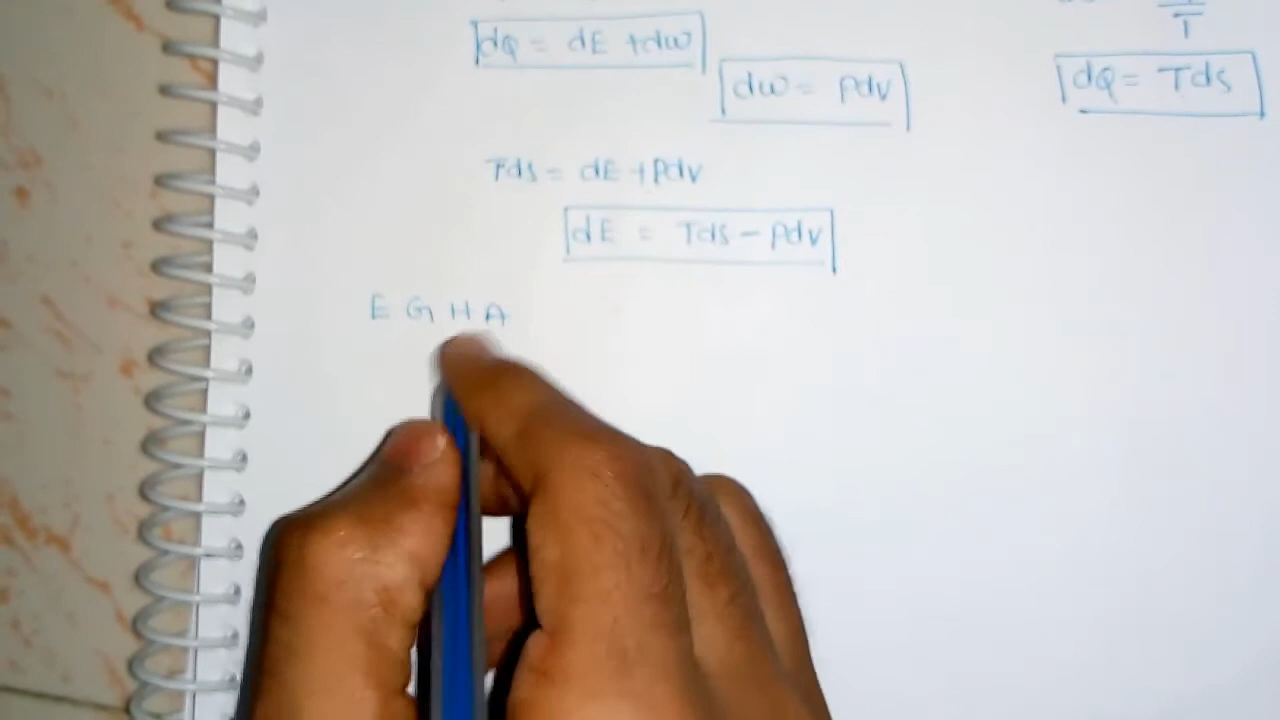 T
dQ = dE + dw
dw = pdv
dQ = Tds
Tds = dE + Pdv
dE = Tds - pdv
E G H A